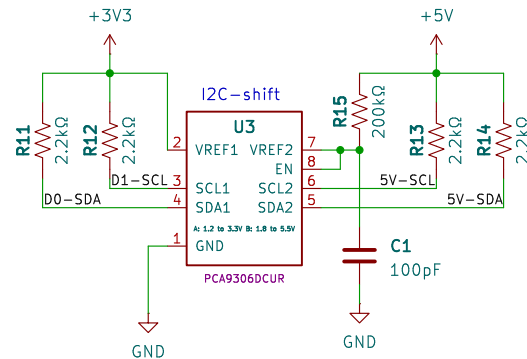 +3V3
+5V
I2C-shift
R11
2.2kΩ
R12
2.2kΩ
U3
R15
200kΩ
R13
2.2kΩ
R14
2.2kΩ
2 VREF1
VREF2 7
EN 8
D1-SCL 3 SCL1
SCL2 6 5V-SCL
D0-SDA 4 SDA1
SDA2 5 5V-SDA
A: 1.2 to 3.3V B: 1.8 to 5.5V
1 GND
C1
100pF
PCA9306DCUR
GND
GND